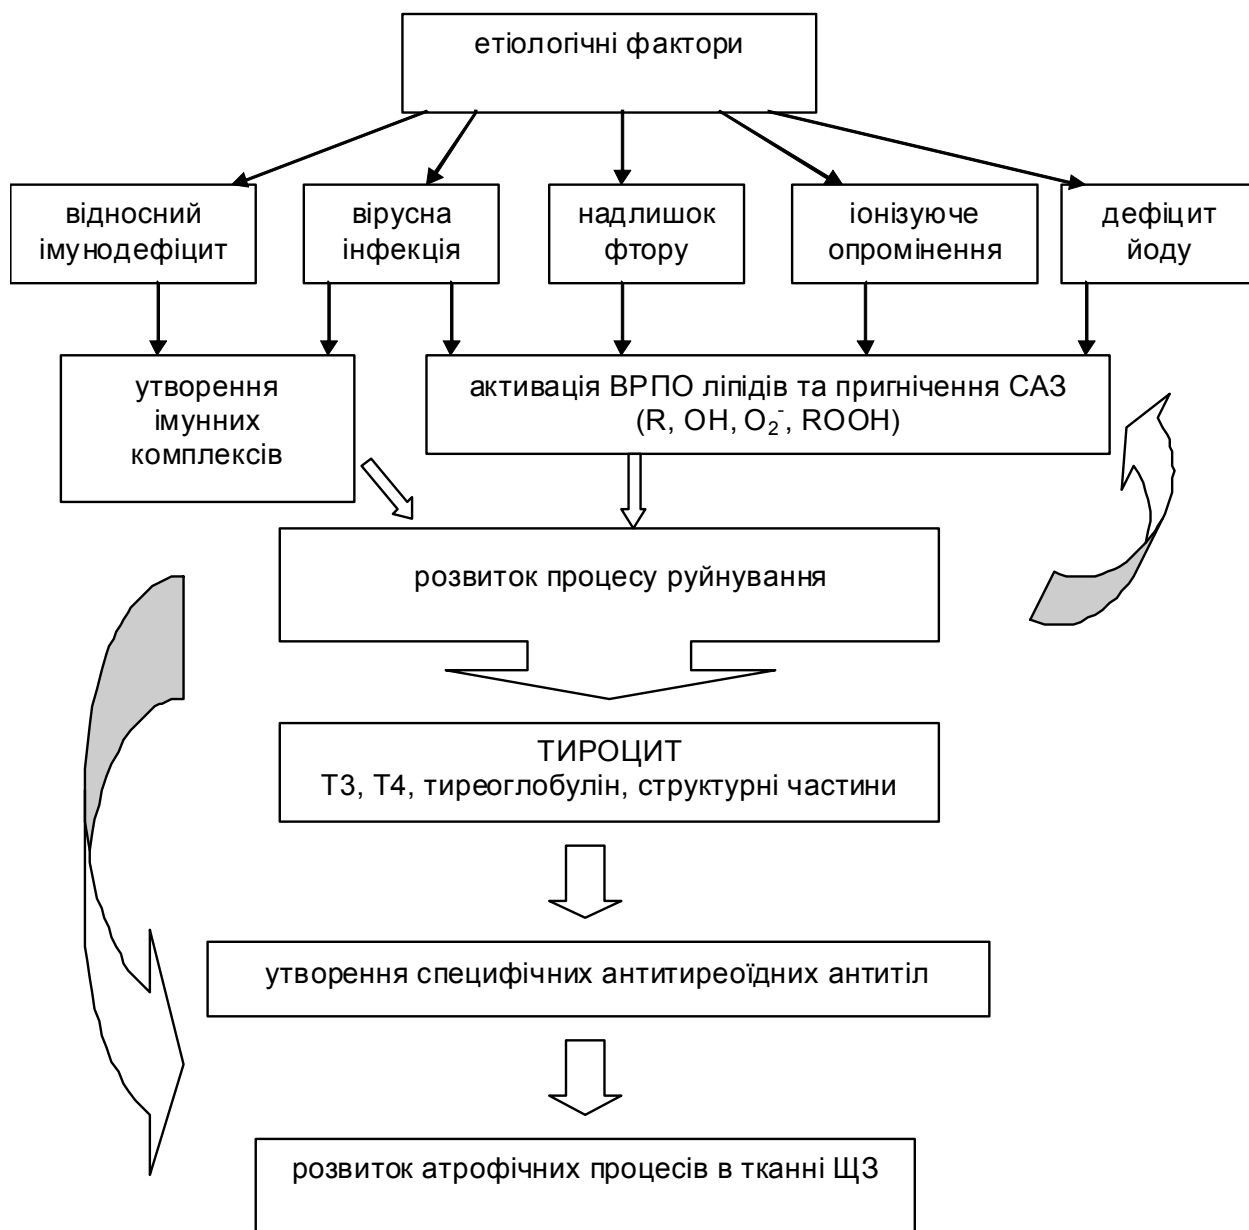 етіологічні фактори
відносний
імунодефіцит
вірусна
інфекція
надлишок
фтору
іонізуюче
опромінення
дефіцит
йоду
утворення
імунних
комплексів
активація ВРПО ліпідів та пригнічення САЗ
(R, OH, O₂⁻, ROOH)
розвиток процесу руйнування
ТИРОЦИТ
Т3, Т4, тиреоглобулін, структурні частини
утворення специфічних антитиреоїдних антитіл
розвиток атрофічних процесів в тканні ЩЗ